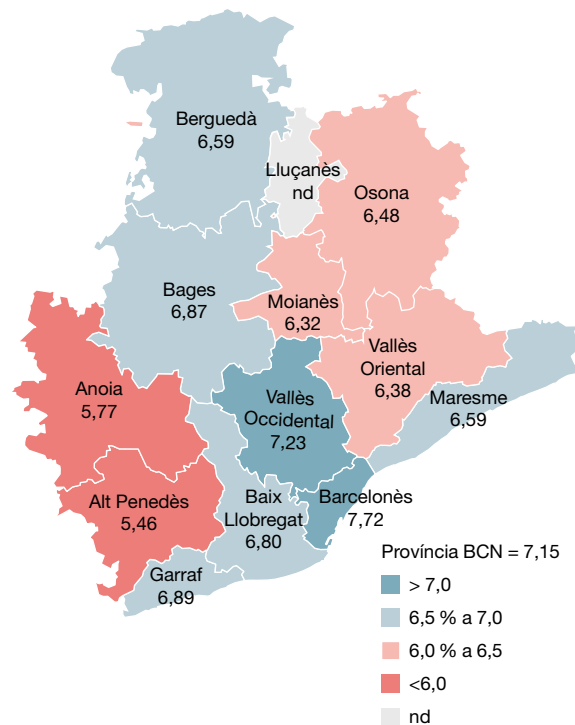 Berguedà
6,59
Lluçanès
nd
Osona
6,48
Bages
6,87
Moianès
6,32
Vallès
Oriental
6,38
Maresme
6,59
Anoia
5,77
Vallès
Occidental
7,23
Alt Penedès
5,46
Baix
Llobregat
6,80
Barcelonès
7,72
Garraf
6,89
Província BCN = 7,15
> 7,0
6,5 % a 7,0
6,0 % a 6,5
<6,0
nd